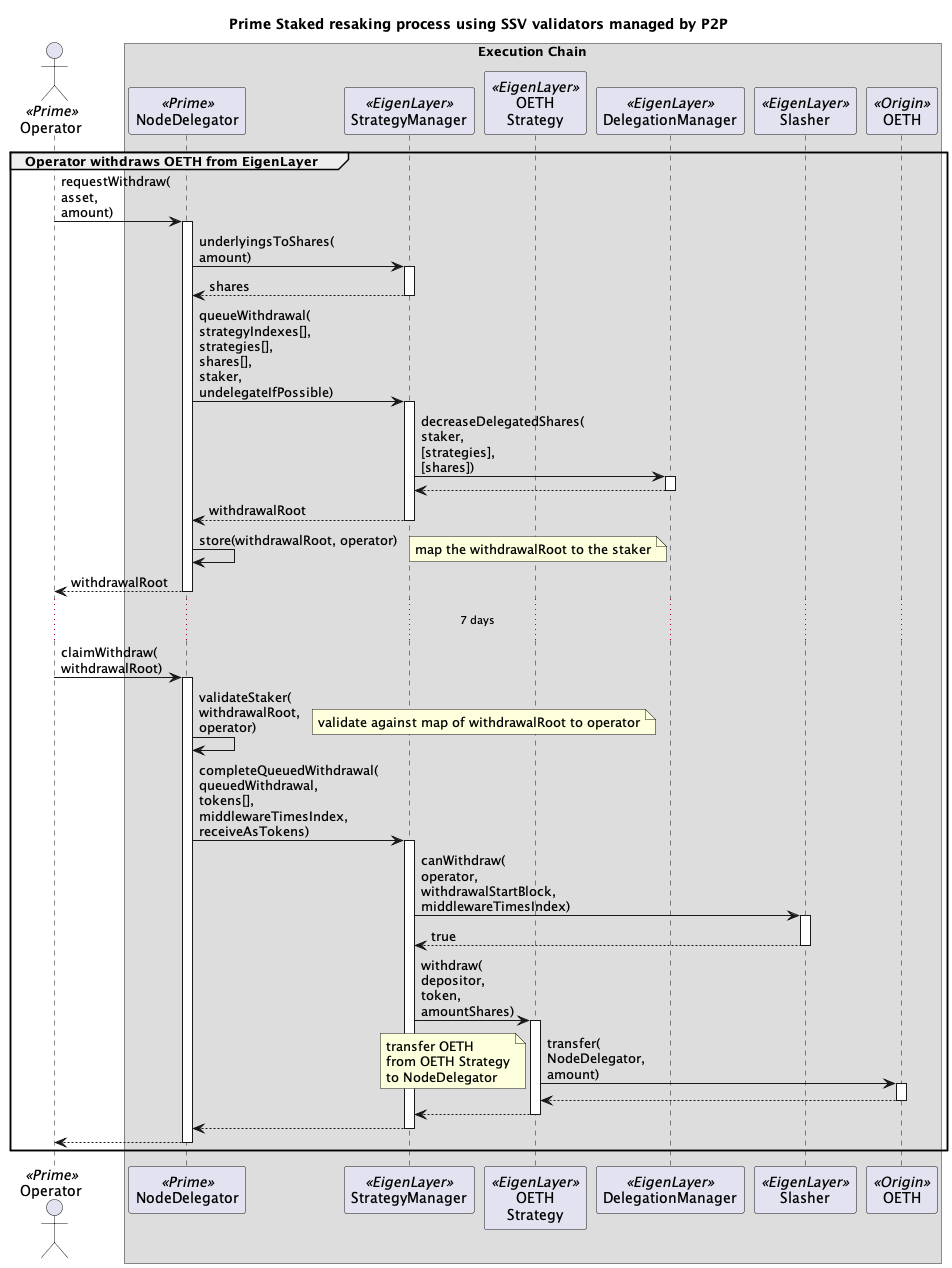 Prime Staked resaking process using SSV validators managed by P2P
Execution Chain
«Prime»
Operator
«Prime»
NodeDelegator
«EigenLayer»
StrategyManager
«EigenLayer»
OETH
Strategy
«EigenLayer»
DelegationManager
«EigenLayer»
Slasher
«Origin»
OETH
Operator withdraws OETH from EigenLayer
requestWithdraw(
asset,
amount)
underlyingsToShares(
amount)
shares
queueWithdrawal(
strategyIndexes[],
strategies[],
shares[],
staker,
undelegateIfPossible)
decreaseDelegatedShares(
staker,
[strategies],
[shares])
withdrawalRoot
store(withdrawalRoot, operator)
map the withdrawalRoot to the staker
withdrawalRoot
7 days
claimWithdraw(
withdrawalRoot)
validateStaker(
withdrawalRoot,
operator)
validate against map of withdrawalRoot to operator
completeQueuedWithdrawal(
queuedWithdrawal,
tokens[],
middlewareTimesIndex,
receiveAsTokens)
canWithdraw(
operator,
withdrawalStartBlock,
middlewareTimesIndex)
true
withdraw(
depositor,
token,
amountShares)
transfer OETH
from OETH Strategy
to NodeDelegator
transfer(
NodeDelegator,
amount)
«Prime»
Operator
«Prime»
NodeDelegator
«EigenLayer»
StrategyManager
«EigenLayer»
OETH
Strategy
«EigenLayer»
DelegationManager
«EigenLayer»
Slasher
«Origin»
OETH